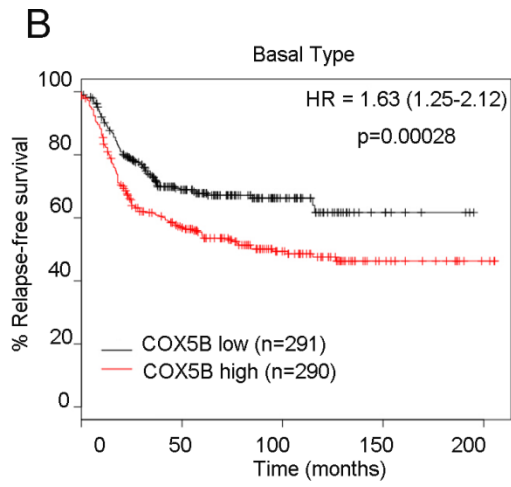 B
Basal Type
HR = 1.63 (1.25-2.12)
p=0.00028
% Relapse-free survival
100
80
60
40
20
0
COX5B low (n=291)
COX5B high (n=290)
0 50 100 150 200
Time (months)